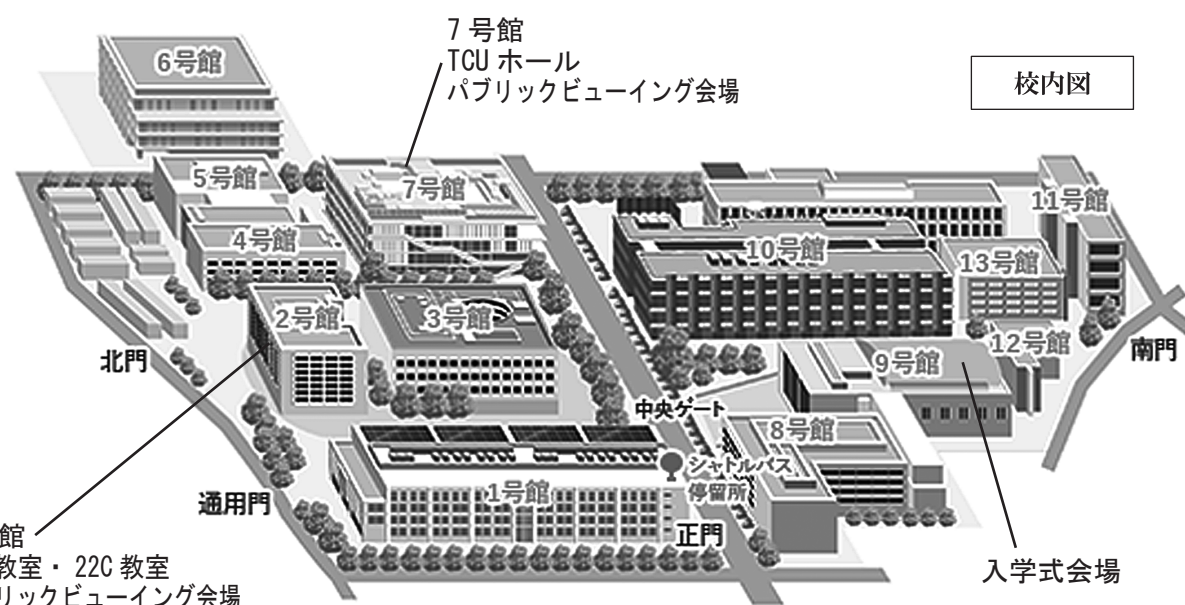 7 号館
TCU ホール
パブリックビューイング会場
校内図
6号館
5号館
7号館
11号館
4号館
10号館
13号館
2号館
3号館
12号館
南門
北門
9号館
中央ゲート
8号館
シャトルバス
停留所
1号館
通用門
正門
館
教室・ 22C 教室
リックビューイング会場
入学式会場